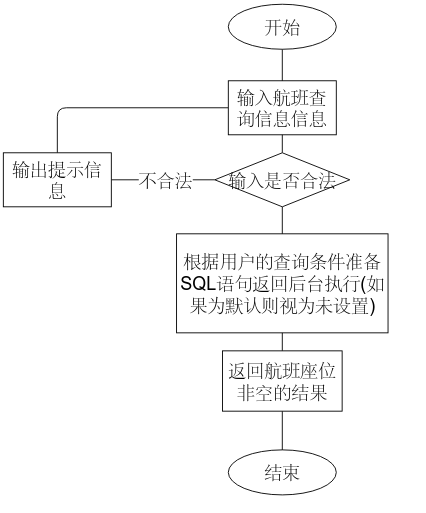 开始
输入航班查
询信息信息
输出提示信
息
不合法
输入是否合法
根据用户的查询条件准备
SQL语句返回后台执行(如
果为默认则视为未设置)
返回航班座位
非空的结果
结束